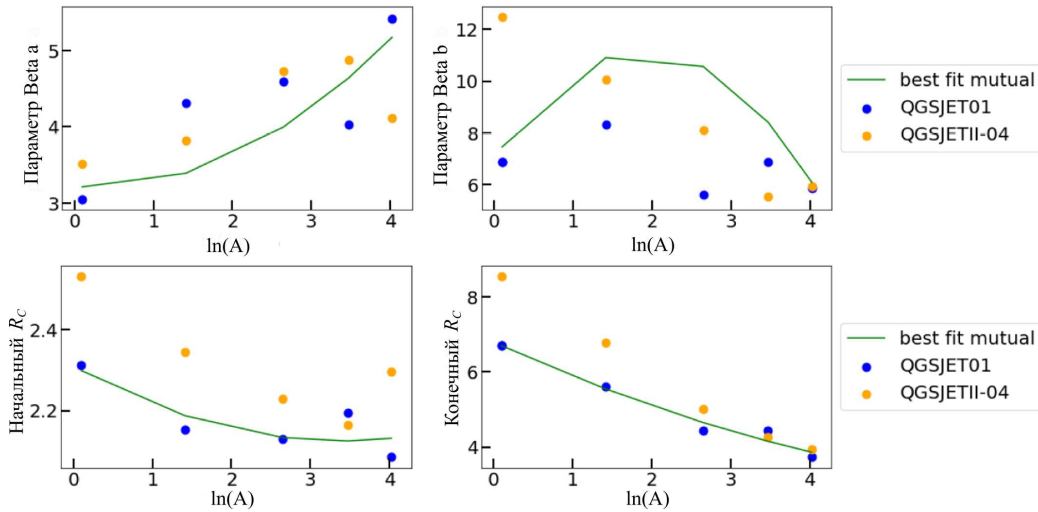 Параметр Beta a
5
4
3
0 1 2 3 4
ln(A)
Параметр Beta b
12
10
8
6
0 1 2 3 4
ln(A)
best fit mutual
QGSJET01
QGSJETII-04
Начальный R_C
2.4
2.2
0 1 2 3 4
ln(A)
Конечный R_C
8
6
4
0 1 2 3 4
ln(A)
best fit mutual
QGSJET01
QGSJETII-04